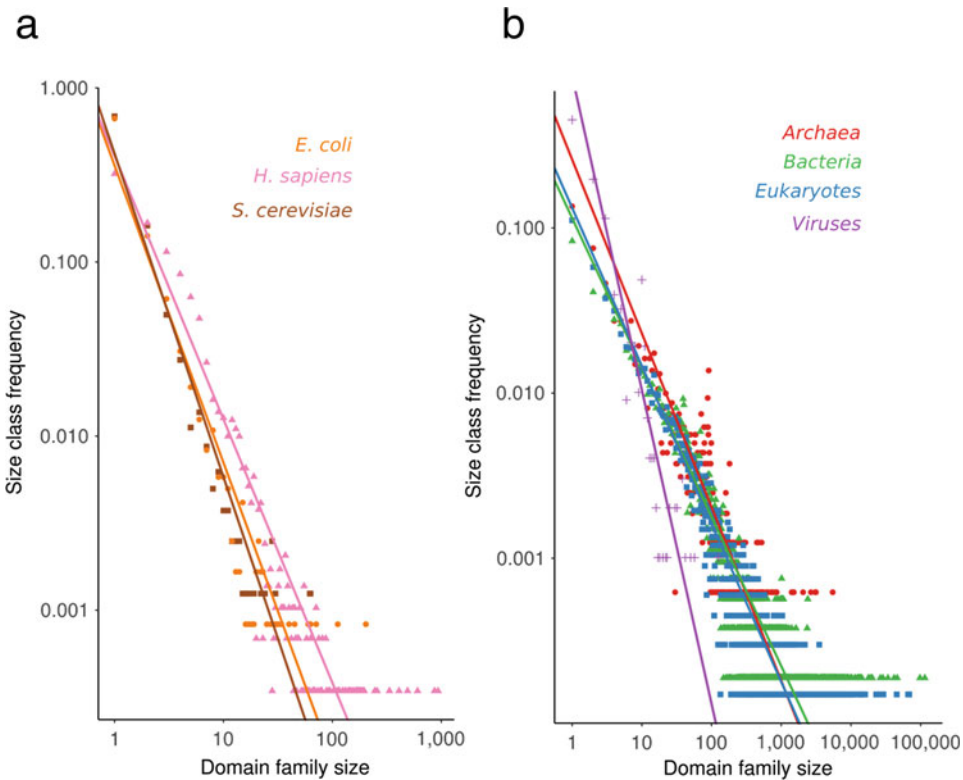 a
1.000
0.100
0.010
0.001
Size class frequency
E. coli
H. sapiens
S. cerevisiae
1 10 100 1,000
Domain family size
b
0.100
0.010
0.001
Size class frequency
Archaea
Bacteria
Eukaryotes
Viruses
1 10 100 1,000 10,000 100,000
Domain family size